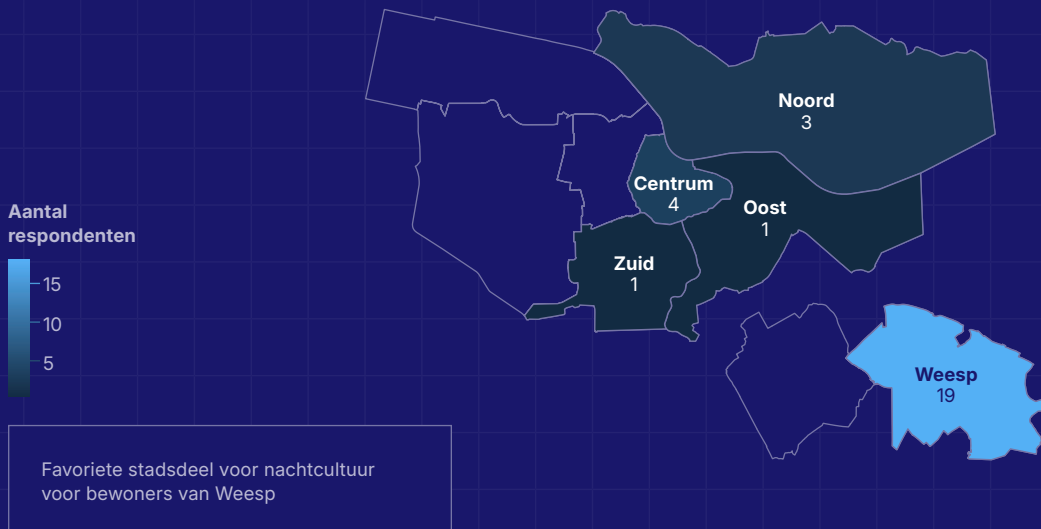 Noord
3
Centrum
4
Oost
1
Zuid
1
Aantal
respondenten
15
10
5
Weesp
19
Favoriete stadsdeel voor nachtcultuur
voor bewoners van Weesp